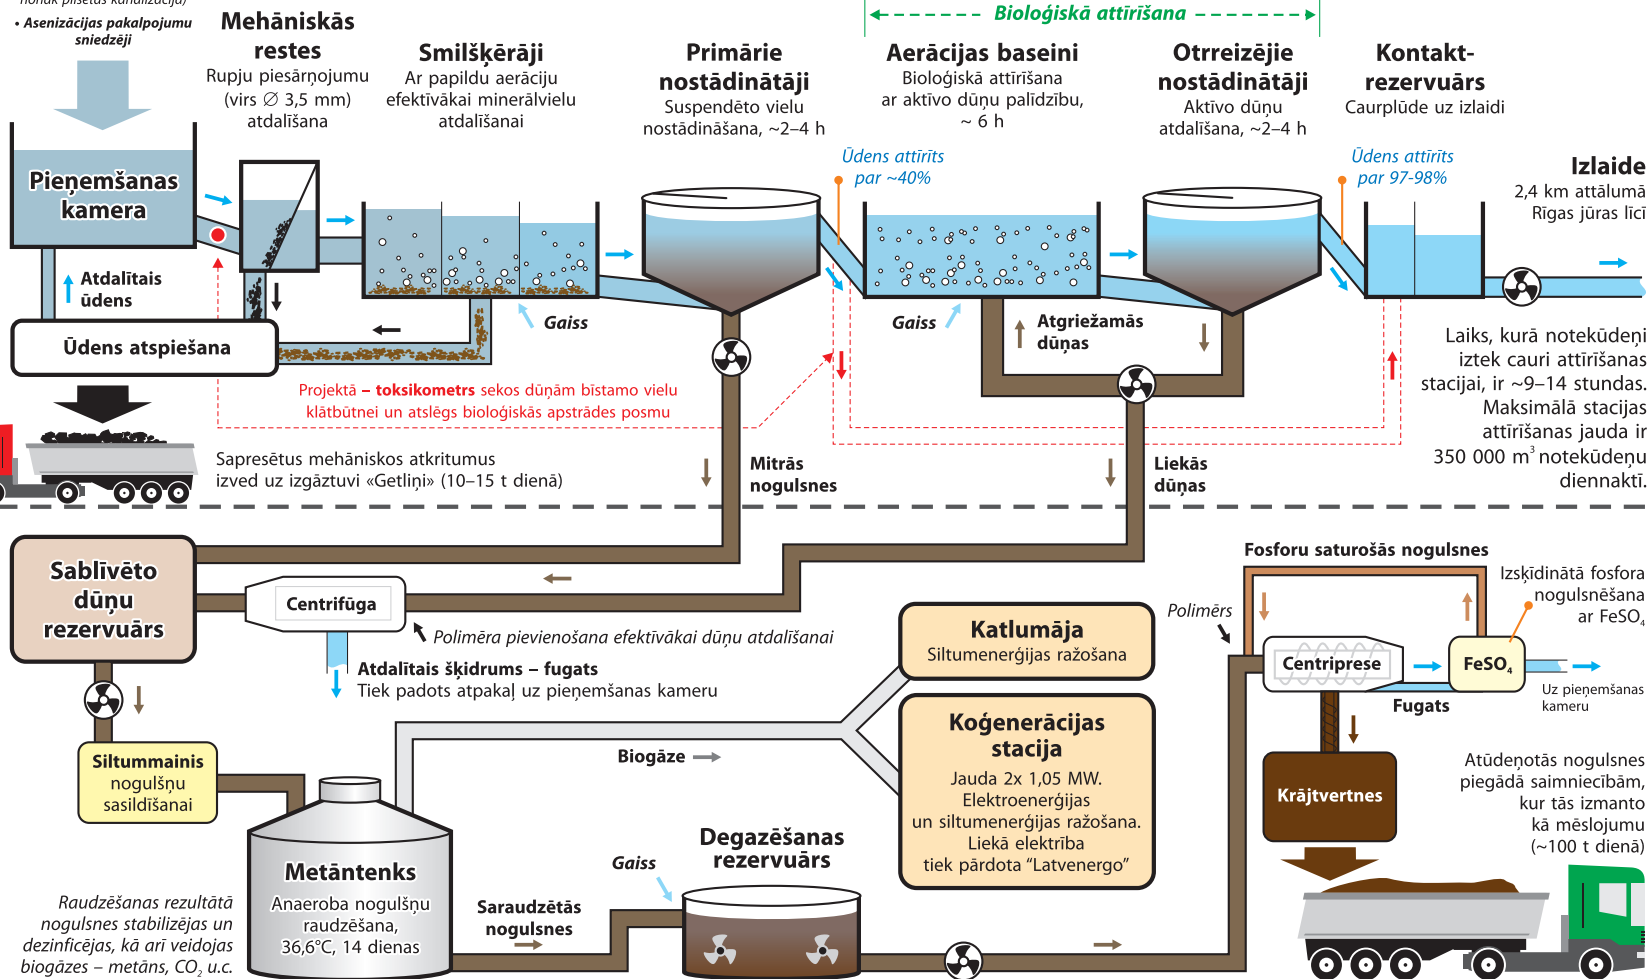 • Asenizācijas pakalpojumu
sniedzēji
Mehāniskās
restes
Rupju piesārņojumu
(virs ∅ 3,5 mm)
atdalīšana
Smilšķērāji
Ar papildu aerāciju
efektīvākai minerālvielu
atdalīšanai
Primārie
nostādinātāji
Suspendēto vielu
nostādināšana, ~2–4 h
Bioloģiskā attīrīšana
Aerācijas baseini
Bioloģiskā attīrīšana
ar aktīvo dūņu palīdzību,
~ 6 h
Otrreizējie
nostādinātāji
Aktīvo dūņu
atdalīšana, ~2–4 h
Kontakt-
rezervuārs
Caurplūde uz izlaidi
Ūdens attīrīts
par ~40%
Ūdens attīrīts
par 97-98%
Izlaide
2,4 km attālumā
Rīgas jūras līcī
Pieņemšanas
kamera
Atdalītais
ūdens
Ūdens atspiešana
Gaiss
Gaiss
Atgriežamās
dūņas
Projektā – toksikometrs sekos dūņām bīstamo vielu
klātbūtnei un atslēgs bioloģiskās apstrādes posmu
Laiks, kurā notekūdeņi
iztek cauri attīrīšanas
stacijai, ir ~9–14 stundas.
Maksimālā stacijas
attīrīšanas jauda ir
350 000 m³ notekūdeņu
diennaktī.
Sapresētus mehāniskos atkritumus
izved uz izgāztuvi «Getliņi» (10–15 t dienā)
Mitrās
nogulsnes
Liekās
dūņas
Sablīvēto
dūņu
rezervuārs
Centrifūga
Polimēra pievienošana efektīvākai dūņu atdalīšanai
Atdalītais šķidrums – fugats
Tiek padots atpakaļ uz pieņemšanas kameru
Siltummainis
nogulšņu
sasildīšanai
Biogāze
Katlumāja
Siltumenerģijas ražošana
Koģenerācijas
stacija
Jauda 2x 1,05 MW.
Elektroenerģijas
un siltumenerģijas ražošana.
Liekā elektrība
tiek pārdota “Latvenergo”
Fosforu saturošās nogulsnes
Izšķīdinātā fosfora
nogulsnēšana
ar FeSO₄
Polimērs
Centriprese
FeSO₄
Fugats
Uz pieņemšanas
kameru
Krājtvertnes
Atūdeņotās nogulsnes
piegādā saimniecībām,
kur tās izmanto
kā mēslojumu
(~100 t dienā)
Metāntenks
Anaeroba nogulšņu
raudzēšana,
36,6°C, 14 dienas
Raudzēšanas rezultātā
nogulsnes stabilizējas un
dezinficējas, kā arī veidojas
biogāzes – metāns, CO₂ u.c.
Saraudzētās
nogulsnes
Gaiss
Degazēšanas
rezervuārs